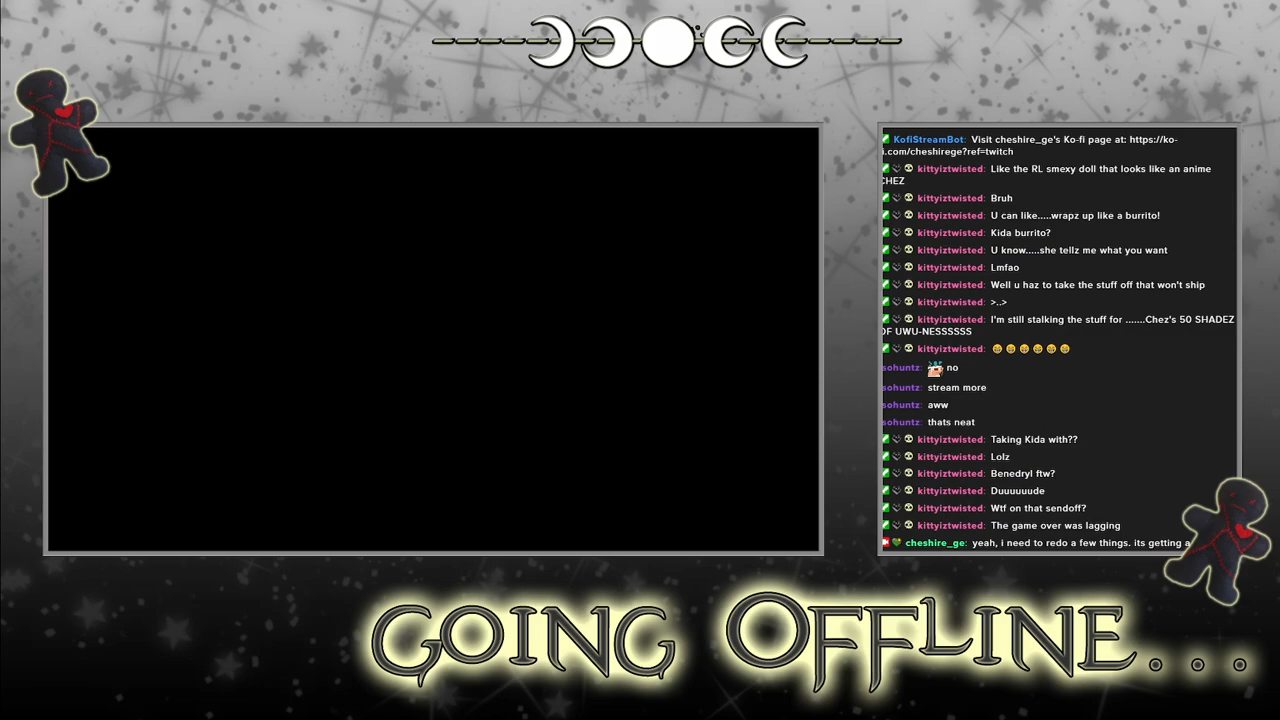 KofiStreamBot: Visit cheshire_ge's Ko-fi page at: https://ko-
i.com/cheshirege?ref=twitch
kittyiztwisted: Like the RL smexy doll that looks like an anime
CHEZ
kittyiztwisted: Bruh
kittyiztwisted: U can like.....wrapz up like a burrito!
kittyiztwisted: Kida burrito?
kittyiztwisted: U know.....she tellz me what you want
kittyiztwisted: Lmfao
kittyiztwisted: Well u haz to take the stuff off that won't ship
kittyiztwisted: >..>
kittyiztwisted: I'm still stalking the stuff for .......Chez's 50 SHADEZ
OF UWU-NESSSSSS
kittyiztwisted: 😆 😆 😆 😆 😆 😆
sohuntz: no
sohuntz: stream more
sohuntz: aww
sohuntz: thats neat
kittyiztwisted: Taking Kida with??
kittyiztwisted: Lolz
kittyiztwisted: Benedryl ftw?
kittyiztwisted: Duuuuuude
kittyiztwisted: Wtf on that sendoff?
kittyiztwisted: The game over was lagging
cheshire_ge: yeah, i need to redo a few things. its getting a
GOING OFFLINE...